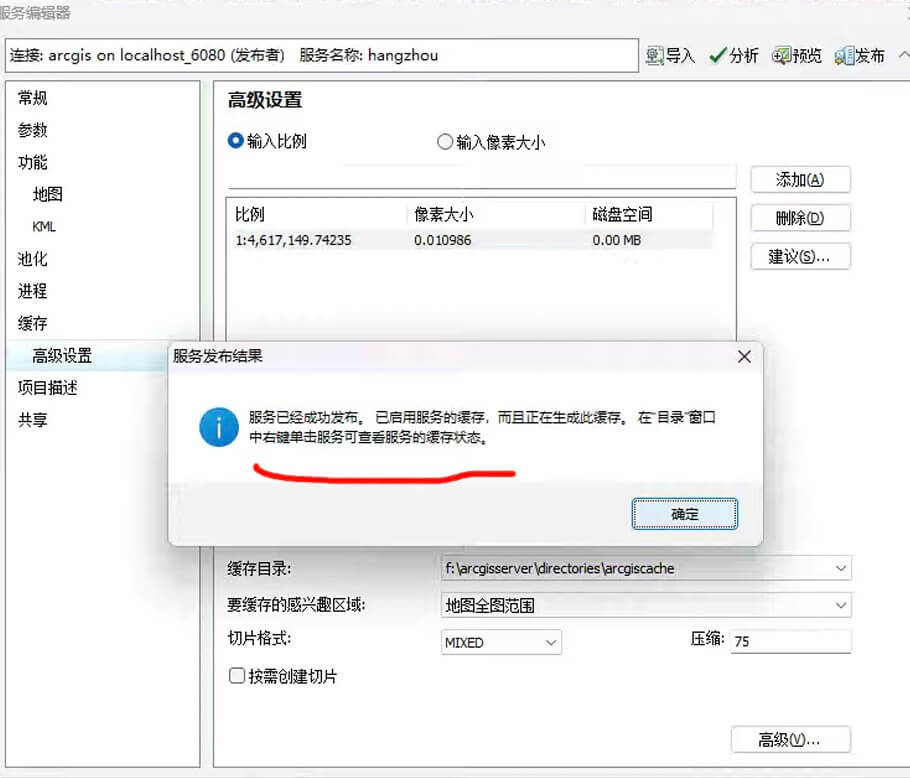 服务编辑器
连接: arcgis on localhost_6080 (发布者) 服务名称: hangzhou 导入 分析 预览 发布
常规
参数
功能
地图
KML
池化
进程
缓存
高级设置
项目描述
共享
高级设置
输入比例 输入像素大小
添加(A)
比例 像素大小 磁盘空间
删除(D)
1:4,617,149.74235 0.010986 0.00 MB
建议(S)...
服务发布结果
服务已经成功发布。 已启用服务的缓存，而且正在生成此缓存。 在“目录”窗口
中右键单击服务可查看服务的缓存状态。
确定
缓存目录: f:\arcgisserver\directories\arcgiscache
要缓存的感兴趣区域: 地图全图范围
切片格式: MIXED 压缩: 75
按需创建切片
高级(V)...